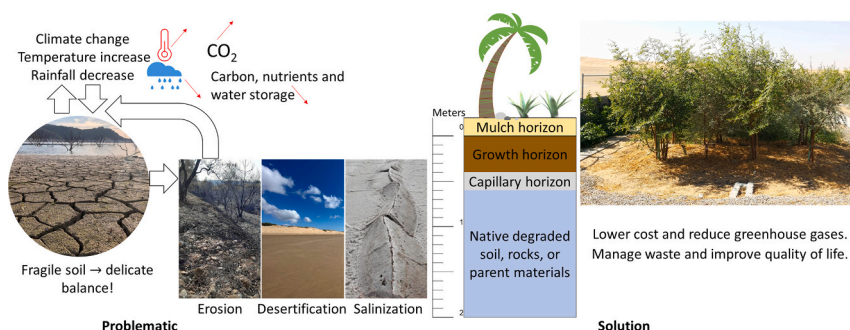 Climate change
Temperature increase
Rainfall decrease
CO2
Carbon, nutrients and
water storage
Fragile soil → delicate
balance!
Erosion
Desertification
Salinization
Problematic
Meters
0
1
2
Mulch horizon
Growth horizon
Capillary horizon
Native degraded
soil, rocks, or
parent materials
Lower cost and reduce greenhouse gases.
Manage waste and improve quality of life.
Solution